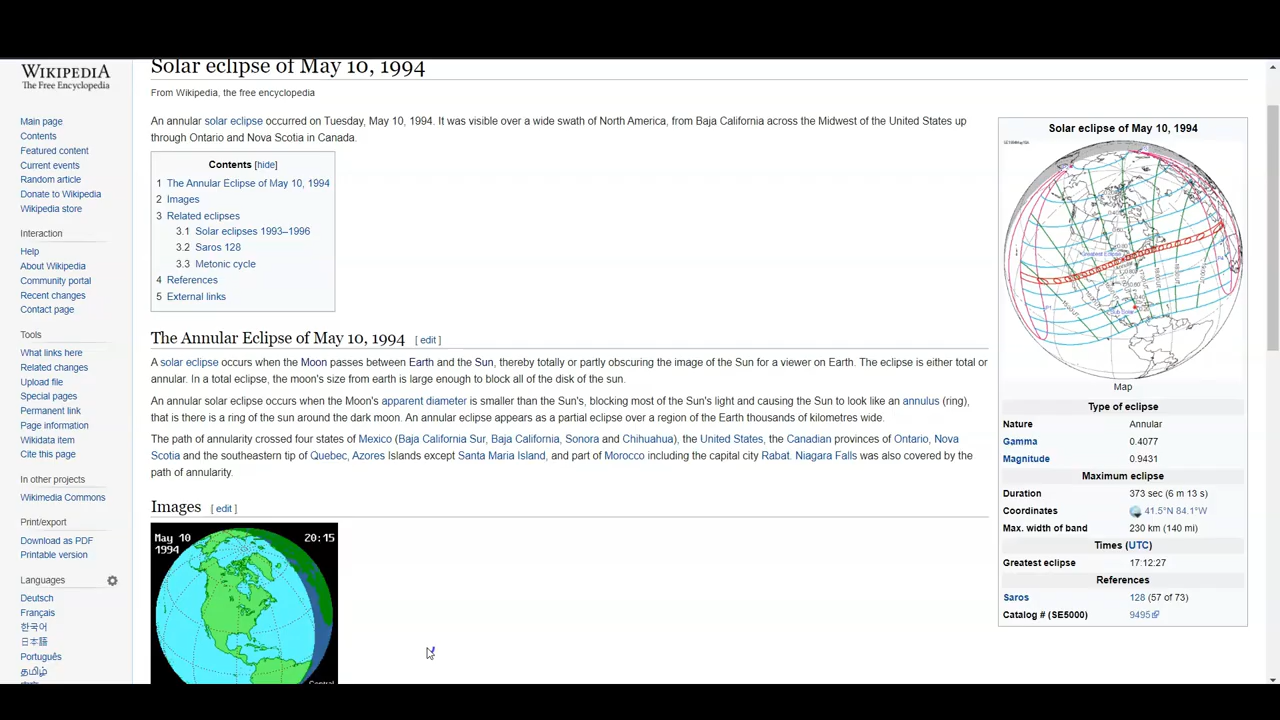 WIKIPEDIA
The Free Encyclopedia
Main page
Contents
Featured content
Current events
Random article
Donate to Wikipedia
Wikipedia store
Interaction
Help
About Wikipedia
Community portal
Recent changes
Contact page
Tools
What links here
Related changes
Upload file
Special pages
Permanent link
Page information
Wikidata item
Cite this page
In other projects
Wikimedia Commons
Print/export
Download as PDF
Printable version
Languages
Deutsch
Français
한국어
日本語
Português
தமிழ்
Solar eclipse of May 10, 1994
From Wikipedia, the free encyclopedia
An annular solar eclipse occurred on Tuesday, May 10, 1994. It was visible over a wide swath of North America, from Baja California across the Midwest of the United States up
through Ontario and Nova Scotia in Canada.
Contents [hide]
1 The Annular Eclipse of May 10, 1994
2 Images
3 Related eclipses
3.1 Solar eclipses 1993–1996
3.2 Saros 128
3.3 Metonic cycle
4 References
5 External links
The Annular Eclipse of May 10, 1994 [ edit ]
A solar eclipse occurs when the Moon passes between Earth and the Sun, thereby totally or partly obscuring the image of the Sun for a viewer on Earth. The eclipse is either total or
annular. In a total eclipse, the moon's size from earth is large enough to block all of the disk of the sun.
An annular solar eclipse occurs when the Moon's apparent diameter is smaller than the Sun's, blocking most of the Sun's light and causing the Sun to look like an annulus (ring),
that is there is a ring of the sun around the dark moon. An annular eclipse appears as a partial eclipse over a region of the Earth thousands of kilometres wide.
The path of annularity crossed four states of Mexico (Baja California Sur, Baja California, Sonora and Chihuahua), the United States, the Canadian provinces of Ontario, Nova
Scotia and the southeastern tip of Quebec, Azores Islands except Santa Maria Island, and part of Morocco including the capital city Rabat. Niagara Falls was also covered by the
path of annularity.
Images [ edit ]
May 10 20:15
1994
Central
Solar eclipse of May 10, 1994
Greatest Eclipse
Sub Solar
Map
Type of eclipse
Nature Annular
Gamma 0.4077
Magnitude 0.9431
Maximum eclipse
Duration 373 sec (6 m 13 s)
Coordinates 41.5°N 84.1°W
Max. width of band 230 km (140 mi)
Times (UTC)
Greatest eclipse 17:12:27
References
Saros 128 (57 of 73)
Catalog # (SE5000) 9495